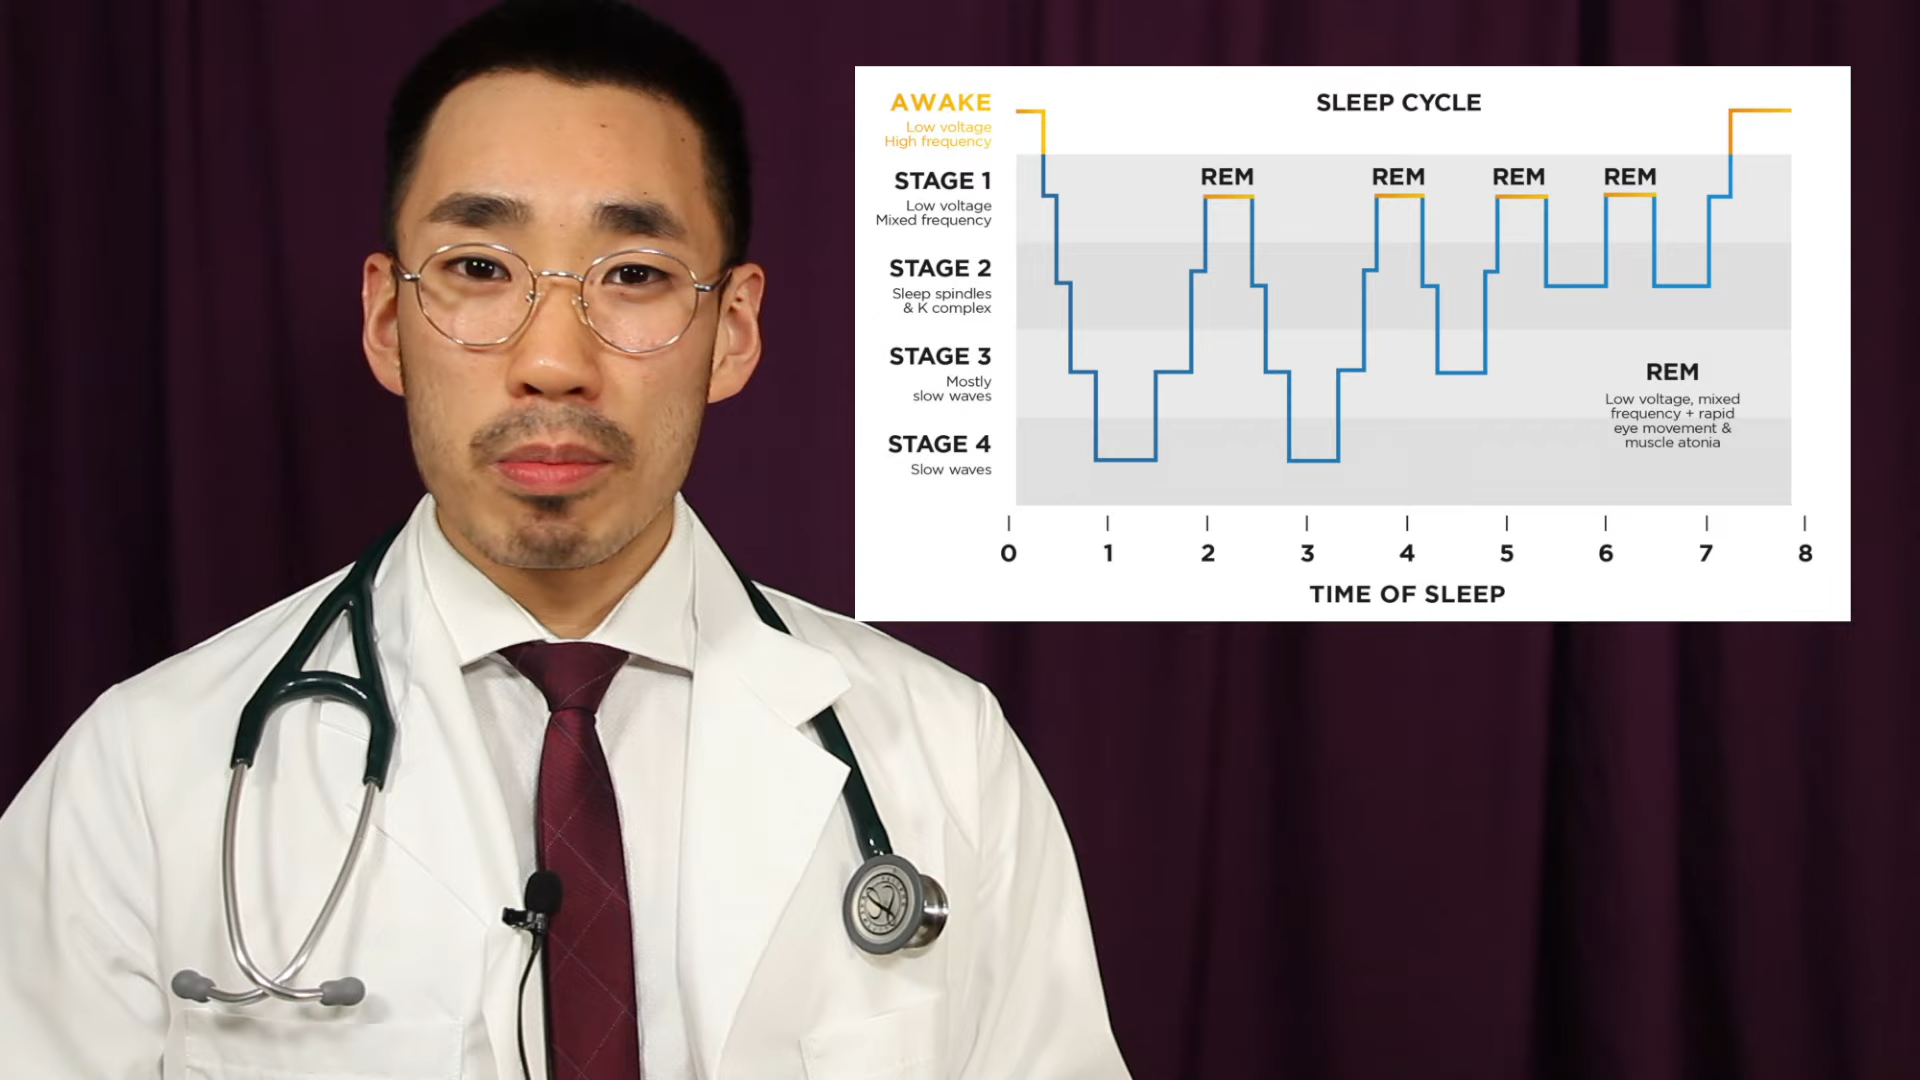 SLEEP CYCLE
AWAKE
Low voltage
High frequency
STAGE 1
Low voltage
Mixed frequency
STAGE 2
Sleep spindles
& K complex
STAGE 3
Mostly
slow waves
STAGE 4
Slow waves
REM
REM
REM
REM
REM
Low voltage, mixed
frequency + rapid
eye movement &
muscle atonia
0 1 2 3 4 5 6 7 8
TIME OF SLEEP